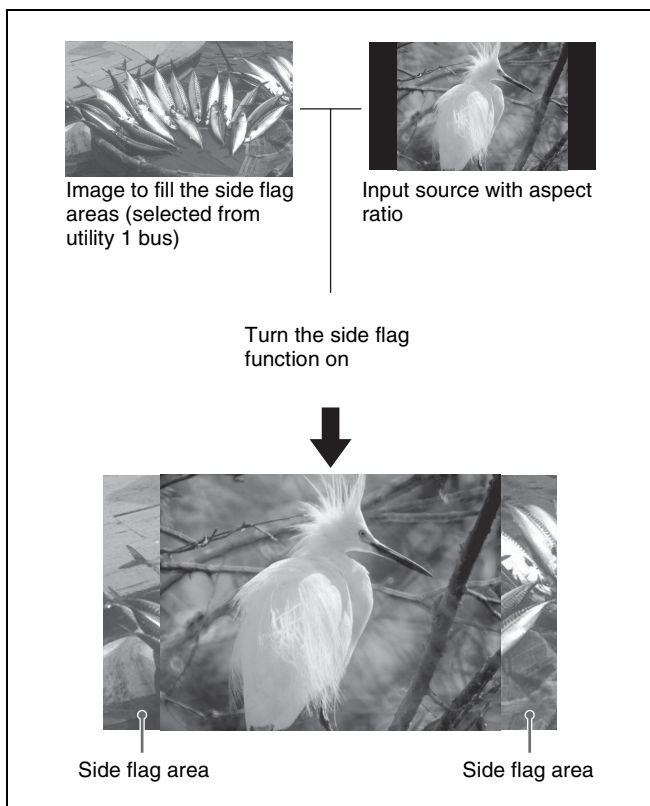 Image to fill the side flag
areas (selected from
utility 1 bus)
Input source with aspect
ratio
Turn the side flag
function on
Side flag area
Side flag area